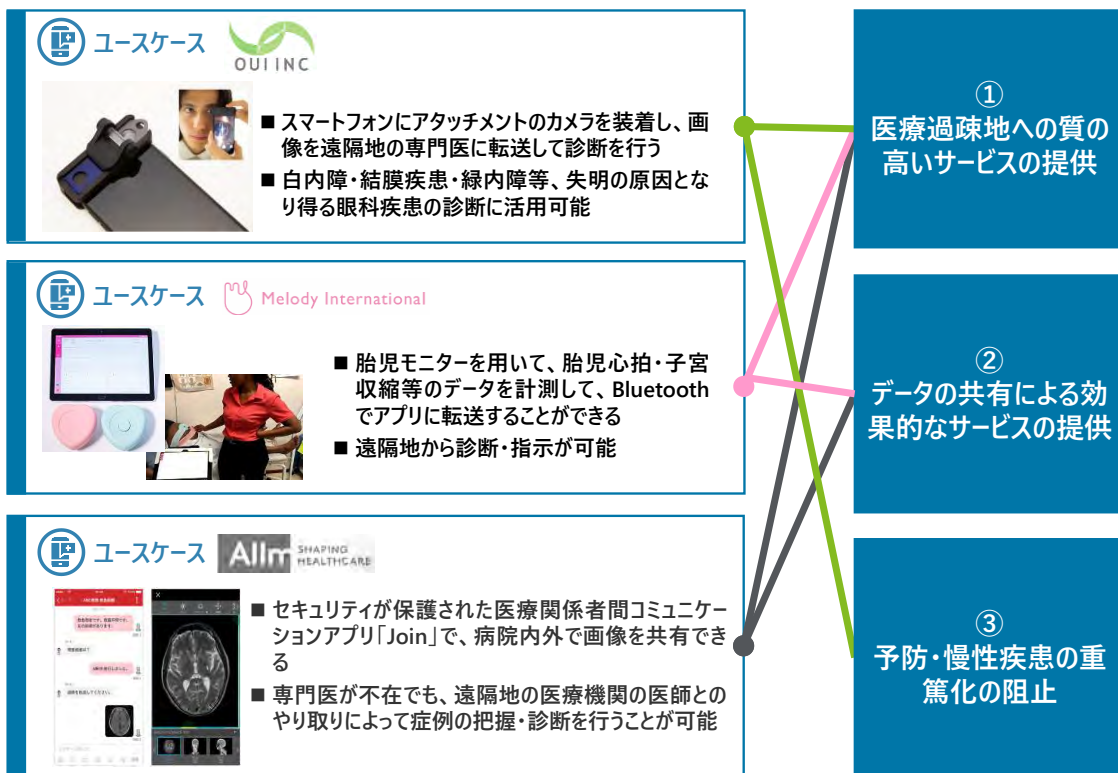 ユースケース
OUI INC
■ スマートフォンにアタッチメントのカメラを装着し、画
像を遠隔地の専門医に転送して診断を行う
■ 白内障・結膜疾患・緑内障等、失明の原因とな
り得る眼科疾患の診断に活用可能
ユースケース
Melody International
■ 胎児モニターを用いて、胎児心拍・子宮
収縮等のデータを計測して、Bluetooth
でアプリに転送することができる
■ 遠隔地から診断・指示が可能
ユースケース
Allm
SHAPING
HEALTHCARE
■ セキュリティが保護された医療関係者間コミュニケー
ションアプリ「Join」で、病院内外で画像を共有でき
る
■ 専門医が不在でも、遠隔地の医療機関の医師との
やり取りによって症例の把握・診断を行うことが可能
①
医療過疎地への質の
高いサービスの提供
②
データの共有による効
果的なサービスの提供
③
予防・慢性疾患の重
篤化の阻止